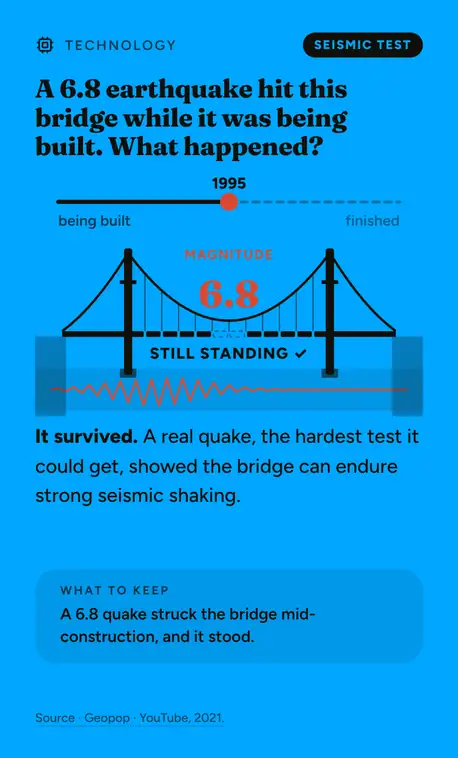 TECHNOLOGY
SEISMIC TEST
A 6.8 earthquake hit this
bridge while it was being
built. What happened?
1995
being built
finished
MAGNITUDE
6.8
STILL STANDING ✓
It survived. A real quake, the hardest test it
could get, showed the bridge can endure
strong seismic shaking.
WHAT TO KEEP
A 6.8 quake struck the bridge mid-
construction, and it stood.
Source · Geopop · YouTube, 2021.